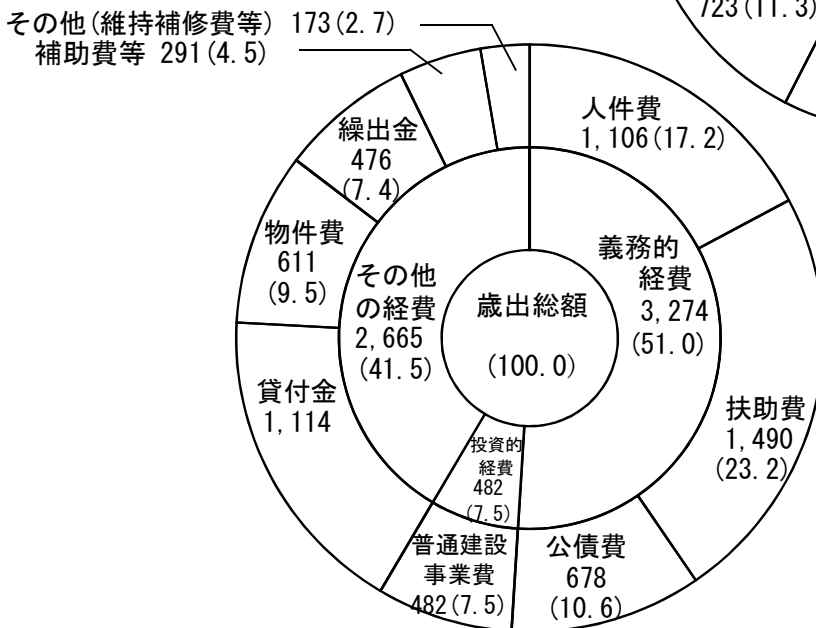 その他(維持補修費等) 173(2.7)
補助費等 291(4.5)
723(11.3)
人件費
1,106(17.2)
繰出金
476
(7.4)
物件費
611
(9.5)
その他
の経費
2,665
(41.5)
義務的
経費
3,274
(51.0)
歳出総額
(100.0)
貸付金
1,114
扶助費
1,490
(23.2)
投資的
経費
482
(7.5)
普通建設
事業費
482(7.5)
公債費
678
(10.6)